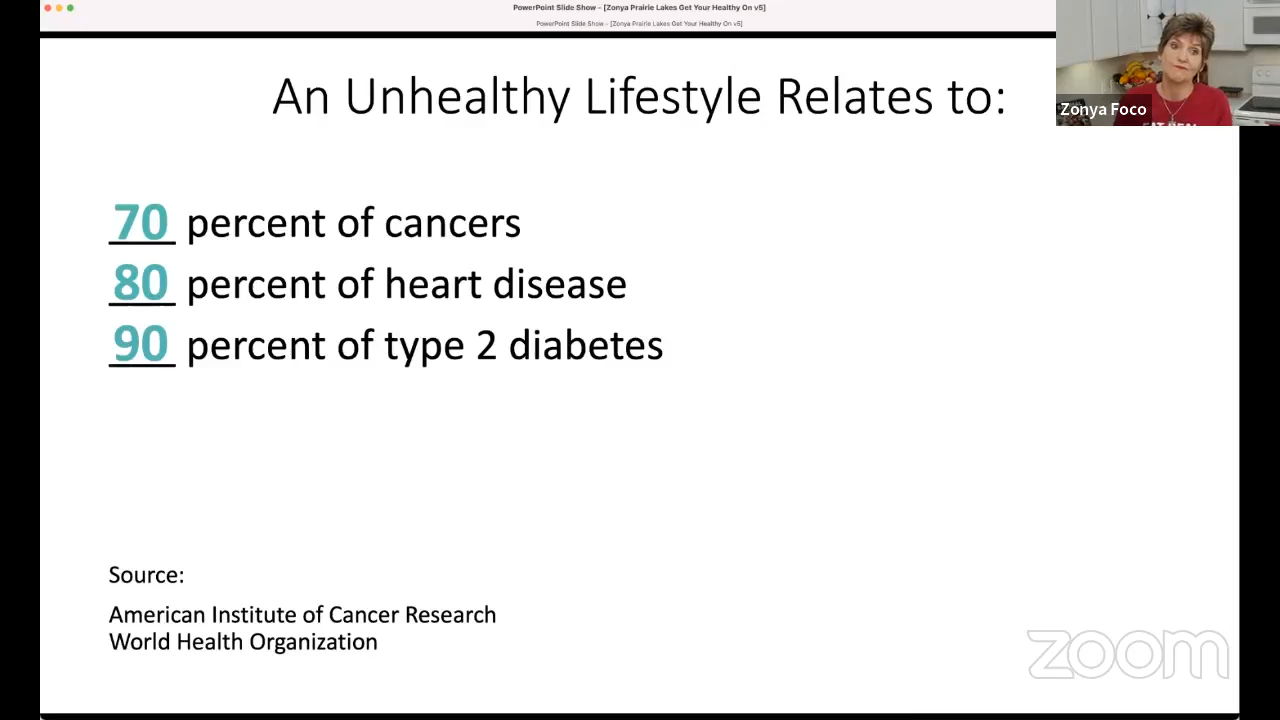 PowerPoint Slide Show - [Zonya Prairie Lakes Get Your Healthy On v5]
PowerPoint Slide Show - [Zonya Prairie Lakes Get Your Healthy On v5]
An Unhealthy Lifestyle Relates to:
Zonya Foco
70 percent of cancers
80 percent of heart disease
90 percent of type 2 diabetes
Source:
American Institute of Cancer Research
World Health Organization
zoom